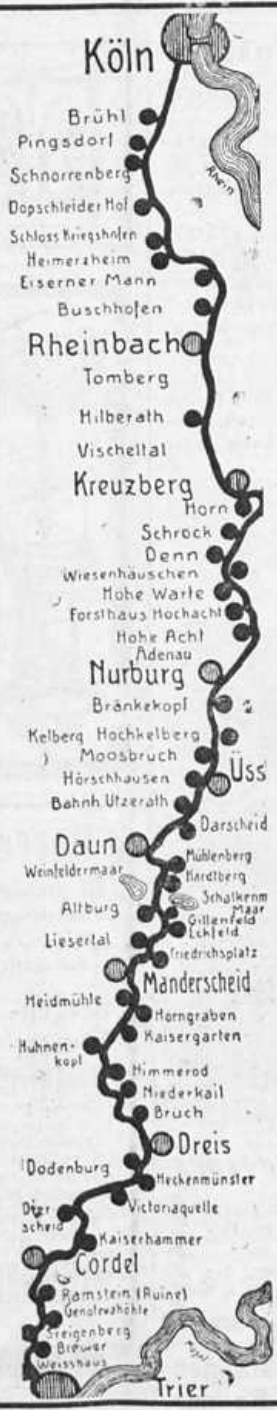 Köln
Brühl
Pingsdorf
Rhein
Schnorrenberg
Dopschleider Hof
Schloss Kriegshofen
Heimerzheim
Eiserner Mann
Buschhofen
Rheinbach
Tomberg
Hilberath
Vischeltal
Kreuzberg
Horn
Schrock
Denn
Wiesenhäuschen
Hohe Warte
Forsthaus Hochacht
Hohe Acht
Adenau
Nurburg
Bränkekopf
Kelberg Hochkelberg
Moosbruch
Üss
Hörschhausen
Bahnh Utzerath
Darscheid
Daun
Mühlenberg
Weinfeldermaar
Hardtberg
Schalkenm
Maar
Altburg
Gillenfeld
Eckfeld
Liesertal
Friedrichsplatz
Manderscheid
Heidmühle
Horngraben
Kaisergarten
Huhnen-
kopf
Himmerod
Niederkail
Bruch
Dreis
Dodenburg
Heckenmünster
Victoriaquelle
scheid
Kaiserhammer
Cordel
Ramstein (Ruine)
Genofevahöhle
Steigenberg
Biewer
Weisshaus
Mosel
Trier